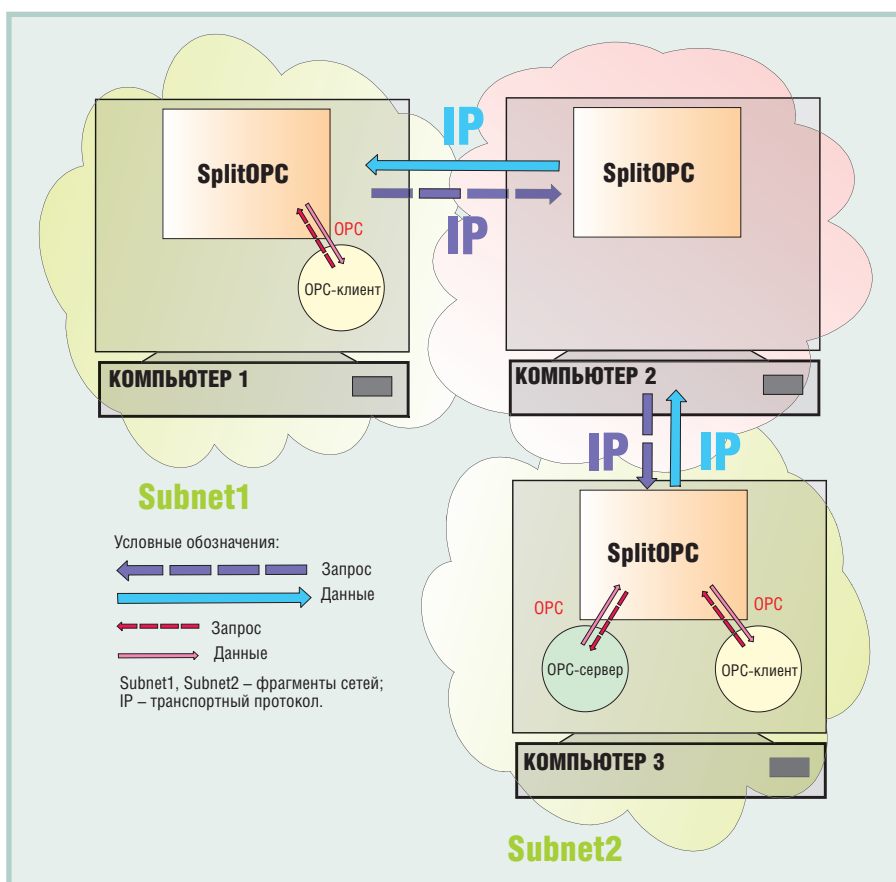 IP
SplitOPC
SplitOPC
IP
OPC
OPC-клиент
КОМПЬЮТЕР 1
КОМПЬЮТЕР 2
IP
IP
Subnet1
Условные обозначения:
Запрос
Данные
Запрос
Данные
Subnet1, Subnet2 – фрагменты сетей;
IP – транспортный протокол.
SplitOPC
OPC
OPC
OPC-сервер
OPC-клиент
КОМПЬЮТЕР 3
Subnet2